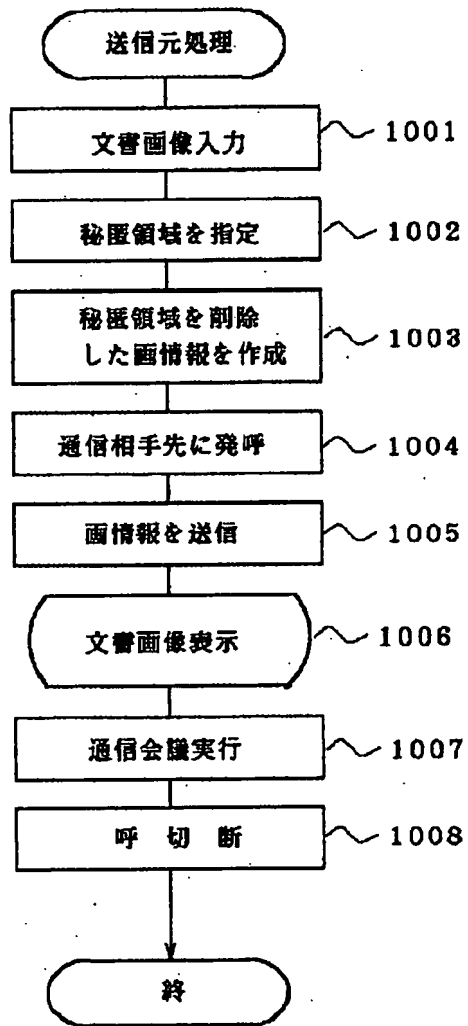 送信元処理
文書画像入力 1001
秘匿領域を指定 1002
秘匿領域を削除
した画情報を作成 1003
通信相手先に発呼 1004
画情報を送信 1005
文書画像表示 1006
通信会議実行 1007
呼 切 断 1008
終